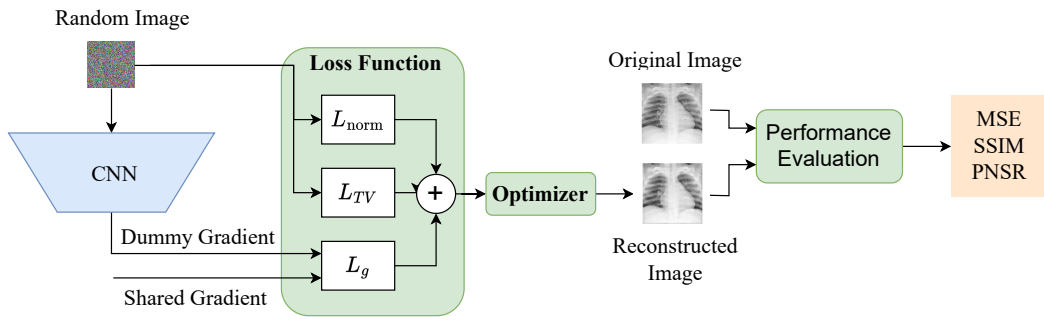 Random Image
CNN
Dummy Gradient
Shared Gradient
Loss Function
L_norm
L_TV
L_g
+
Optimizer
Original Image
Reconstructed
Image
Performance
Evaluation
MSE
SSIM
PNSR